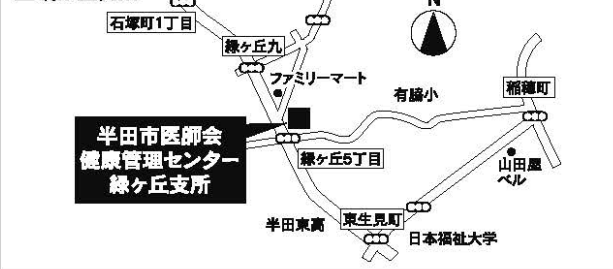 N
石塚町1丁目
緑ヶ丘九
ファミリーマート
有脇小
稲穂町
半田市医師会
健康管理センター
緑ヶ丘支所
緑ヶ丘5丁目
山田屋
ベル
半田東高
東生見町
日本福祉大学